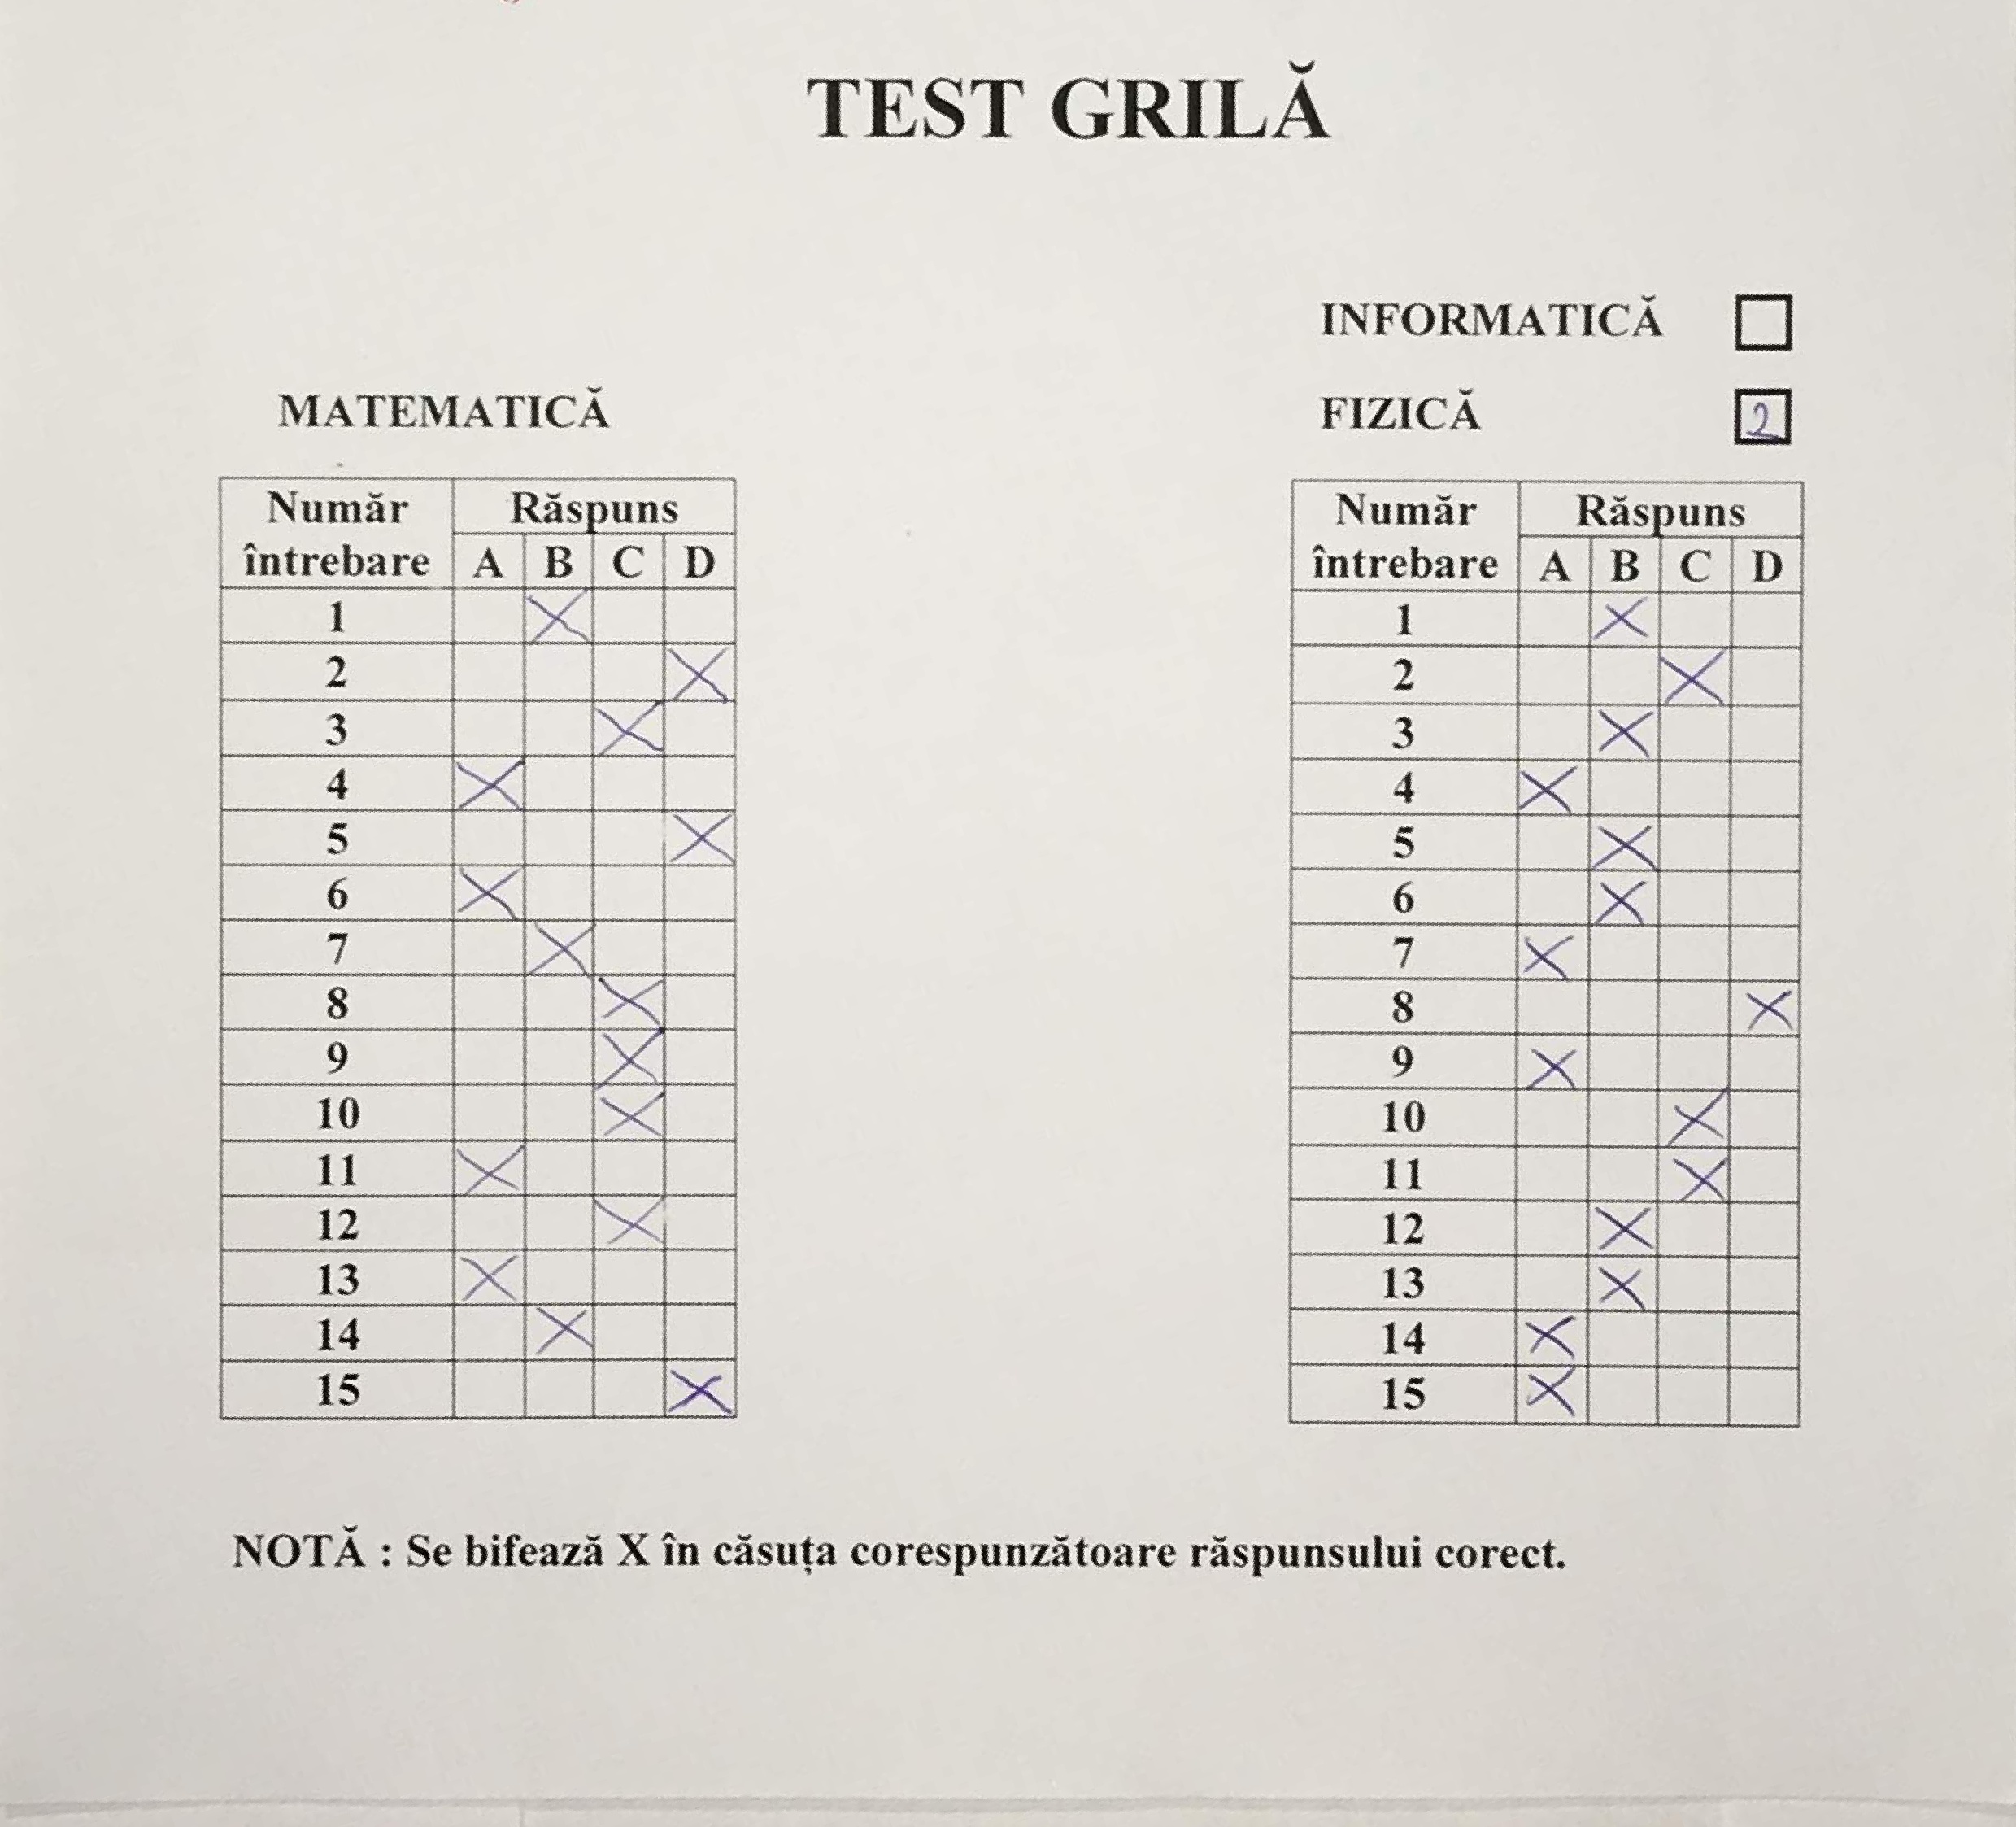 TEST GRILĂ
INFORMATICĂ
MATEMATICĂ
FIZICĂ 2
Număr întrebare Răspuns
A B C D
1 X
2 X
3 X
4 X
5 X
6 X
7 X
8 X
9 X
10 X
11 X
12 X
13 X
14 X
15 X
Număr întrebare Răspuns
A B C D
1 X
2 X
3 X
4 X
5 X
6 X
7 X
8 X
9 X
10 X
11 X
12 X
13 X
14 X
15 X
NOTĂ : Se bifează X în căsuța corespunzătoare răspunsului corect.